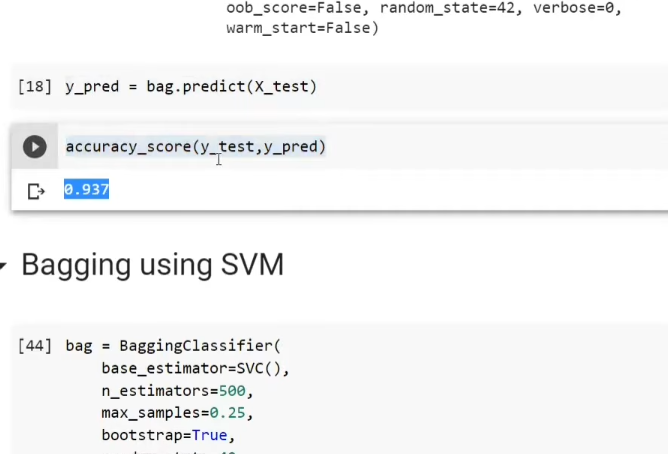 oob_score=False, random_state=42, verbose=0,
warm_start=False)
[18] y_pred = bag.predict(X_test)
accuracy_score(y_test,y_pred)
0.937
Bagging using SVM
[44] bag = BaggingClassifier(
base_estimator=SVC(),
n_estimators=500,
max_samples=0.25,
bootstrap=True,